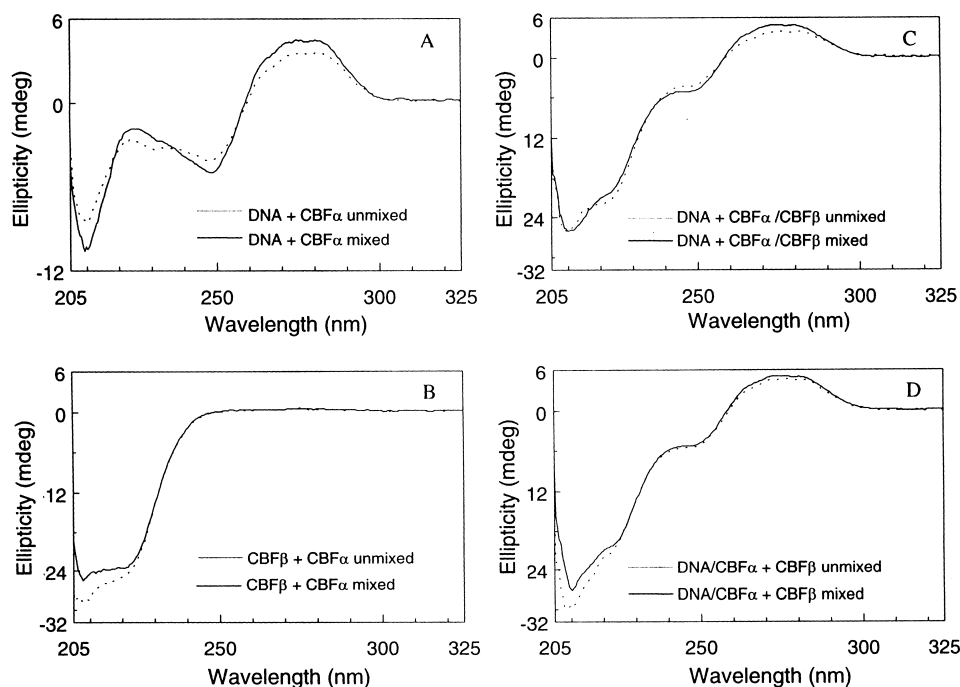 A
6
0
-12
205
250
300
325
Ellipticity (mdeg)
Wavelength (nm)
DNA + CBFα unmixed
DNA + CBFα mixed
C
6
0
12
24
-32
205
250
300
325
Ellipticity (mdeg)
Wavelength (nm)
DNA + CBFα /CBFβ unmixed
DNA + CBFα /CBFβ mixed
B
6
0
12
24
-32
205
250
300
325
Ellipticity (mdeg)
Wavelength (nm)
CBFβ + CBFα unmixed
CBFβ + CBFα mixed
D
6
0
12
24
-32
205
250
300
325
Ellipticity (mdeg)
Wavelength (nm)
DNA/CBFα + CBFβ unmixed
DNA/CBFα + CBFβ mixed